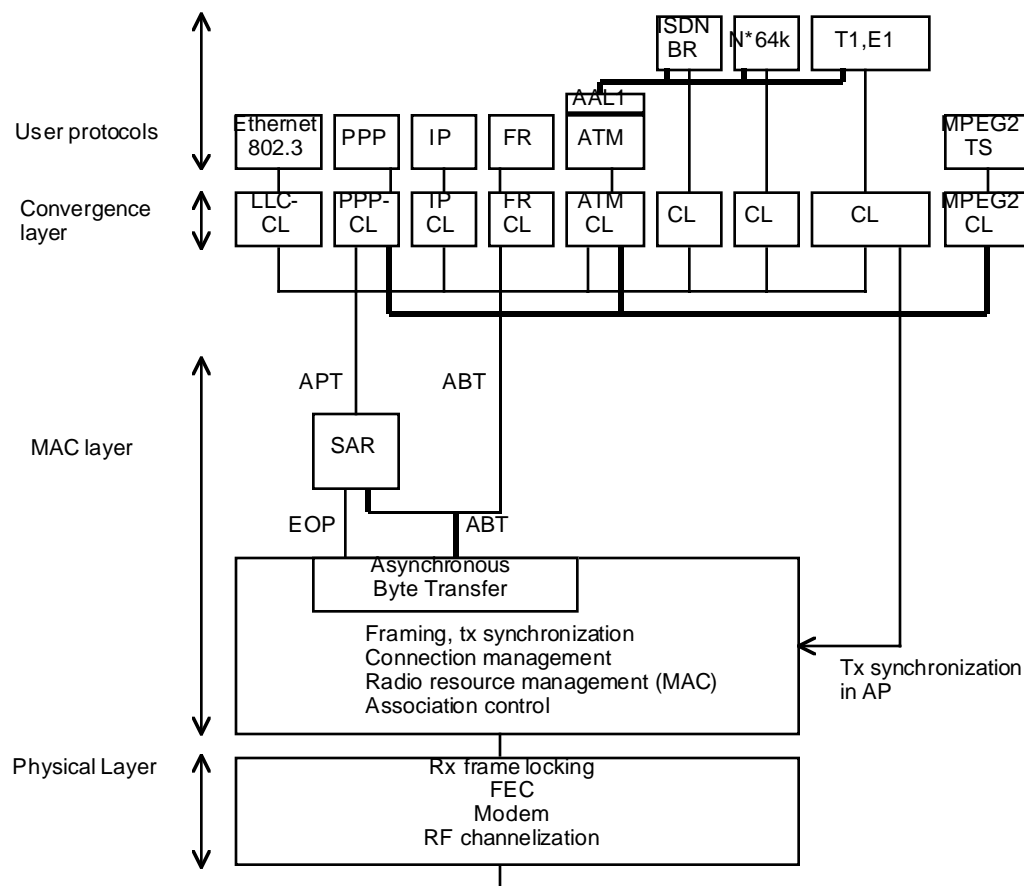 ISDN
BR
N*64k
T1,E1
AAL1
User protocols
Ethernet
802.3
PPP
IP
FR
ATM
MPEG2
TS
Convergence
layer
LLC-
CL
PPP-
CL
IP
CL
FR
CL
ATM
CL
CL
CL
CL
MPEG2
CL
APT
ABT
MAC layer
SAR
EOP
ABT
Asynchronous
Byte Transfer
Framing, tx synchronization
Connection management
Radio resource management (MAC)
Association control
Tx synchronization
in AP
Physical Layer
Rx frame locking
FEC
Modem
RF channelization